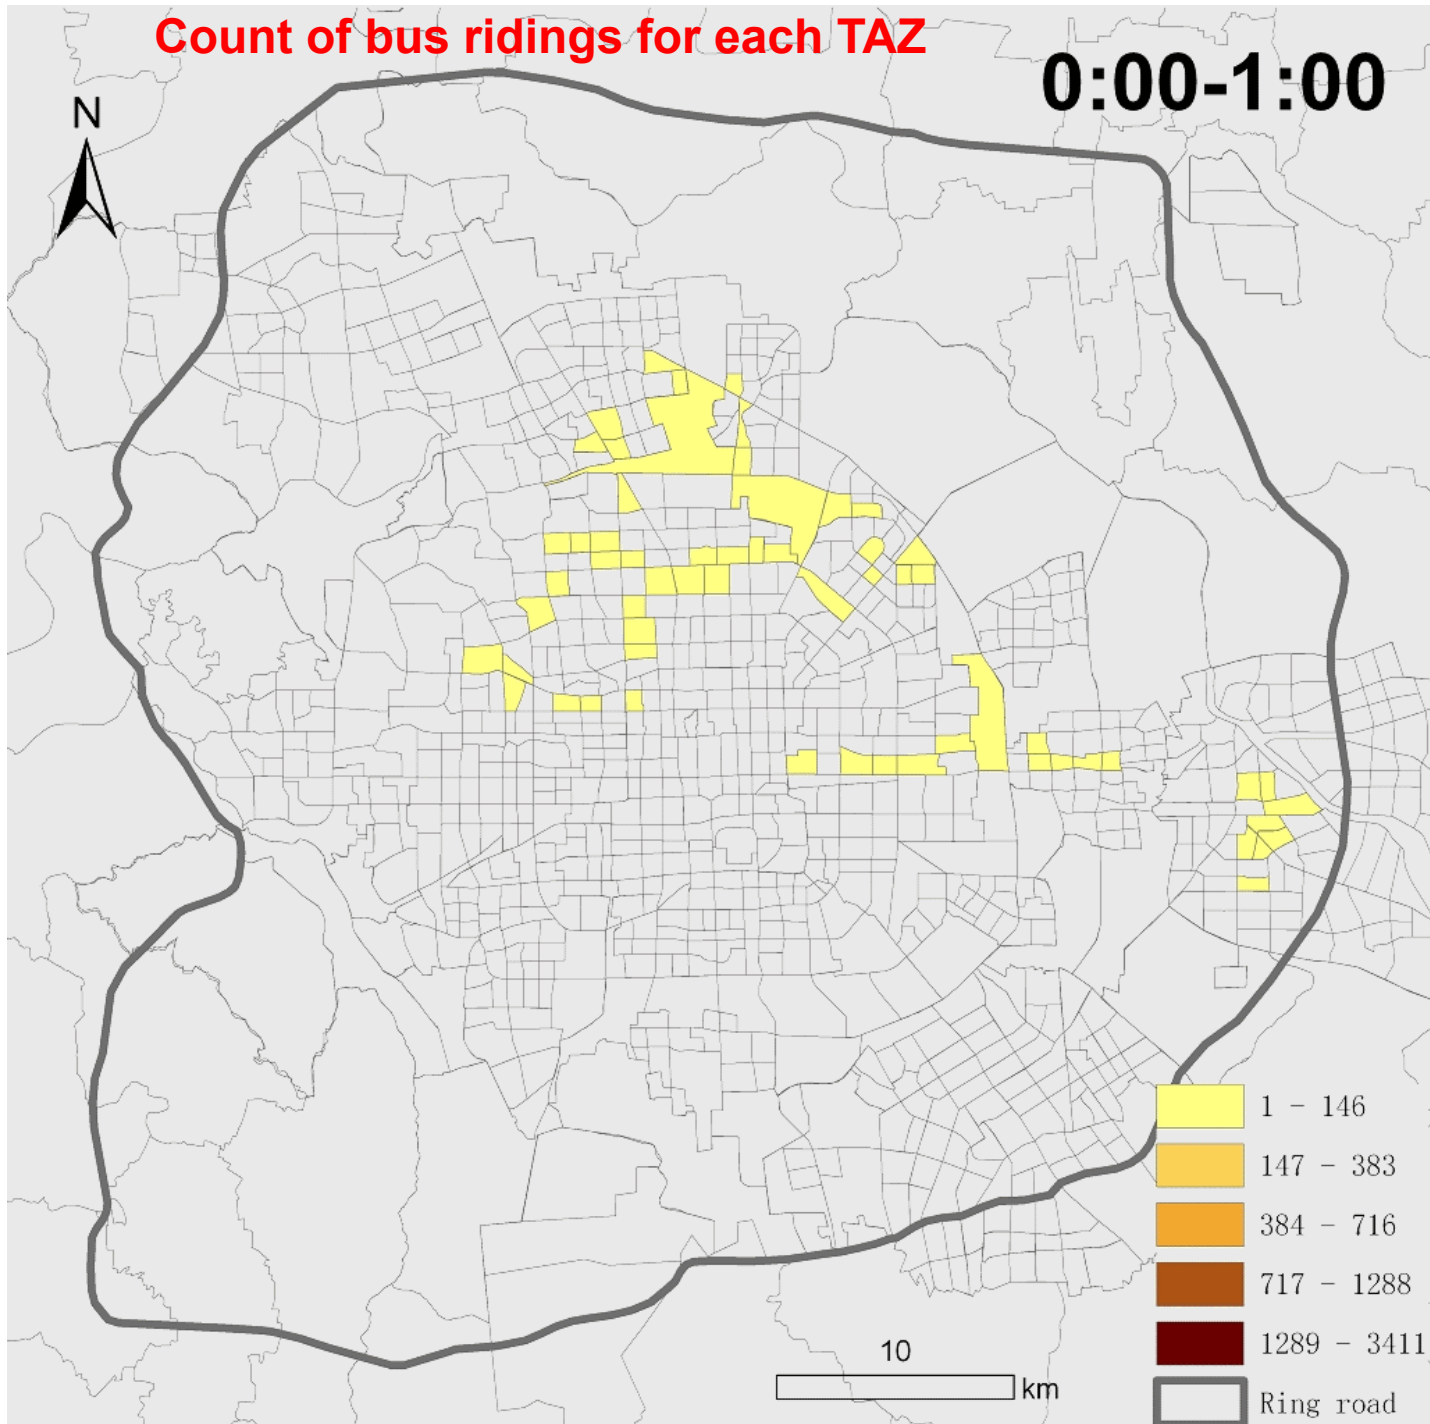 Count of bus ridings for each TAZ
0:00-1:00
N
1 - 146
147 - 383
384 - 716
717 - 1288
1289 - 3411
Ring road
10
km